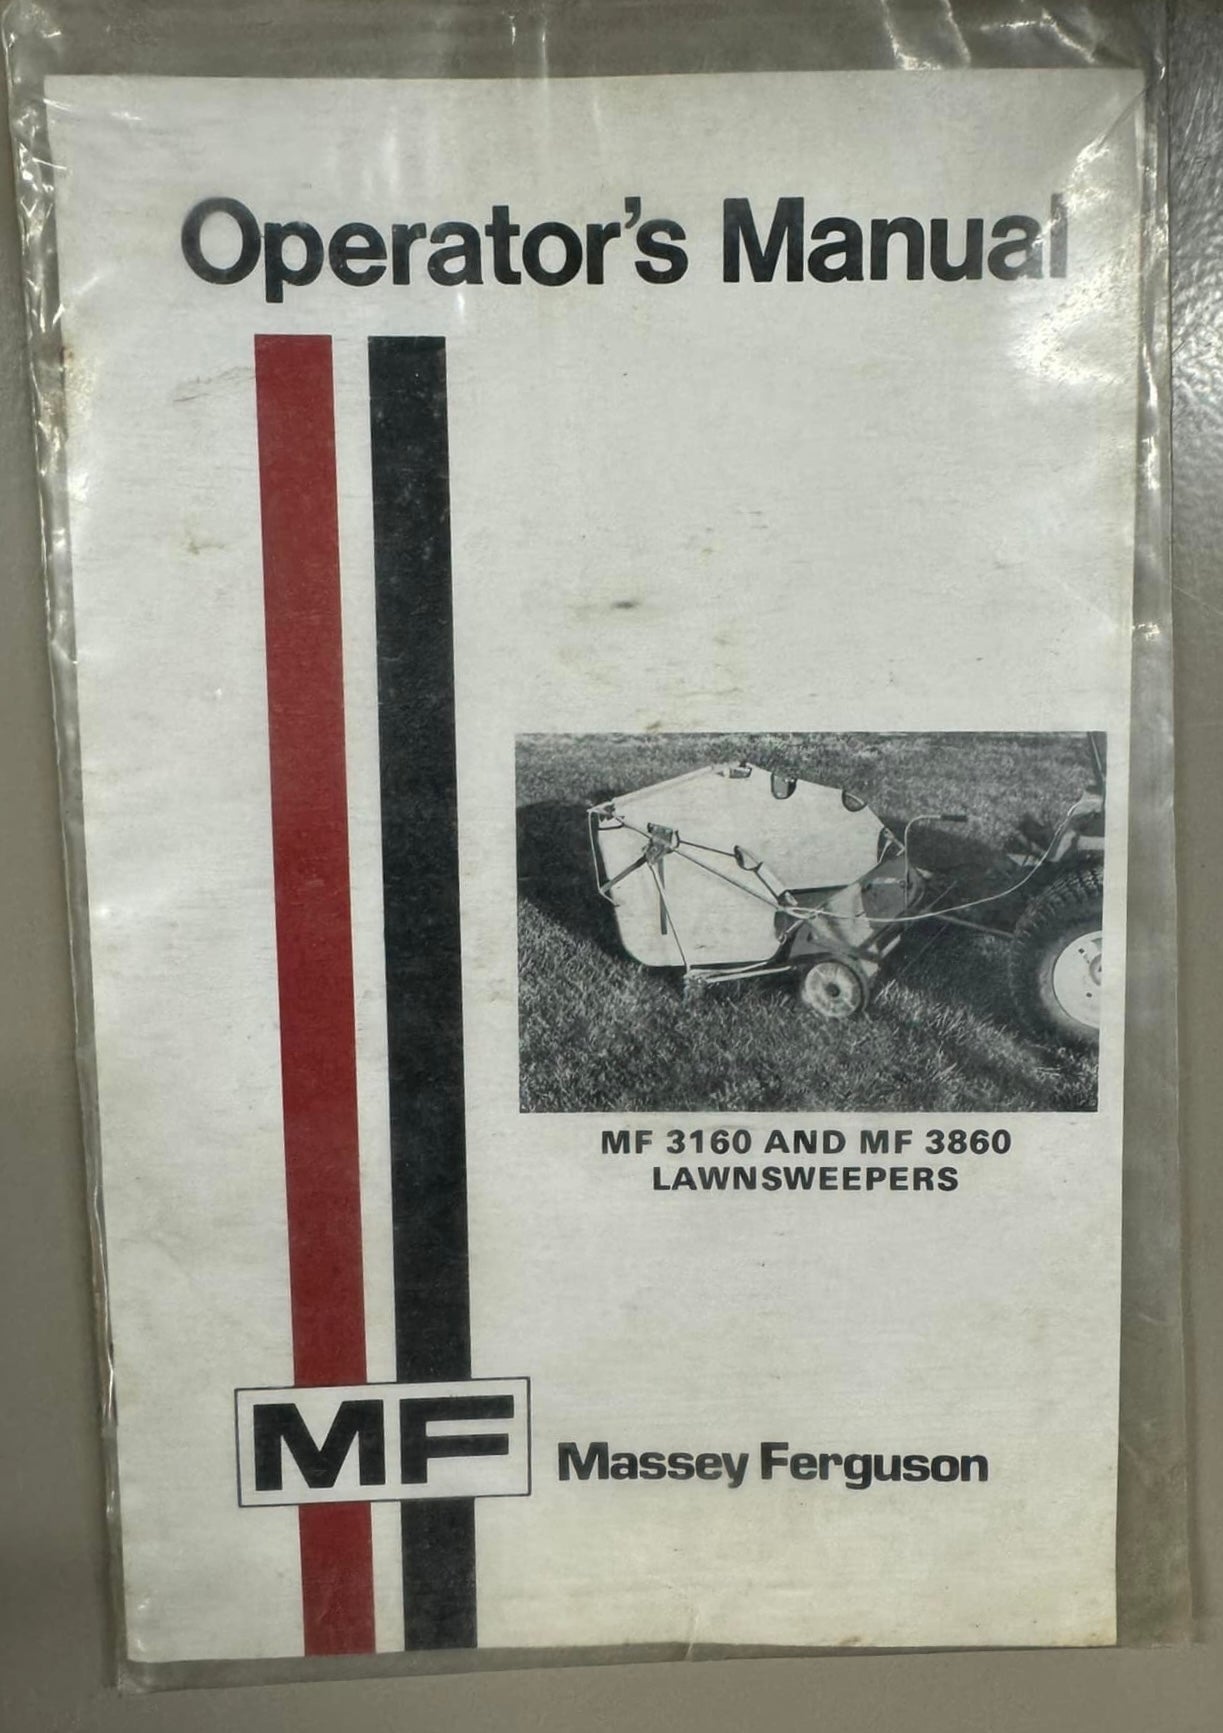 Operator's Manual
MF 3160 AND MF 3860
LAWNSWEEPERS
MF
Massey Ferguson